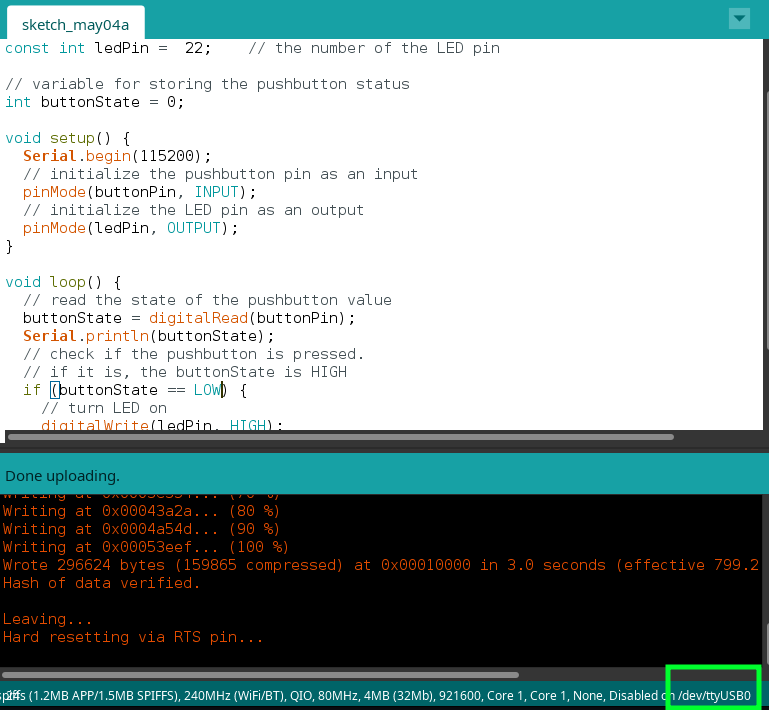 sketch_may04a
const int ledPin =  22;    // the number of the LED pin
// variable for storing the pushbutton status
int buttonState = 0;
void setup() {
  Serial.begin(115200);
  // initialize the pushbutton pin as an input
  pinMode(buttonPin, INPUT);
  // initialize the LED pin as an output
  pinMode(ledPin, OUTPUT);
}
void loop() {
  // read the state of the pushbutton value
  buttonState = digitalRead(buttonPin);
  Serial.println(buttonState);
  // check if the pushbutton is pressed.
  // if it is, the buttonState is HIGH
  if (buttonState == LOW) {
    // turn LED on
    digitalWrite(ledPin, HIGH);
Done uploading.
Writing at ... (70 %)
Writing at 0x00043a2a... (80 %)
Writing at 0x0004a54d... (90 %)
Writing at 0x00053eef... (100 %)
Wrote 296624 bytes (159865 compressed) at 0x00010000 in 3.0 seconds (effective 799.2
Hash of data verified.
Leaving...
Hard resetting via RTS pin...
(1.2MB APP/1.5MB SPIFFS), 240MHz (WiFi/BT), QIO, 80MHz, 4MB (32Mb), 921600, Core 1, Core 1, None, Disabled on /dev/ttyUSB0